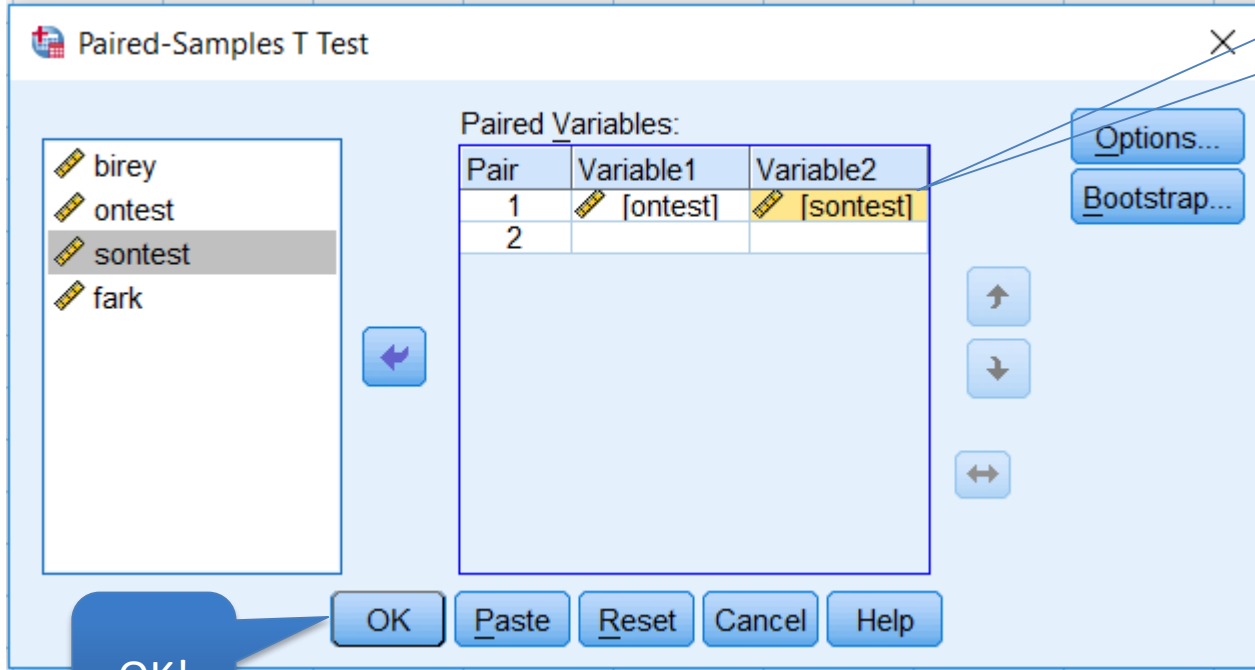 Paired-Samples T Test
Paired Variables:
birey
ontest
sontest
fark
Pair Variable1 Variable2
1 [ontest] [sontest]
2
Options...
Bootstrap...
OK Paste Reset Cancel Help
OK!